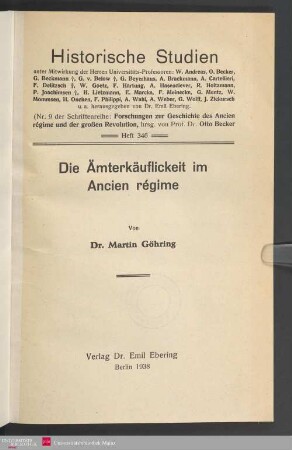 Historische Studien
unter Mitwirkung der Herren Universitäts-Professoren: W. Andreas, O. Becker,
G. Beckmann †, G. v. Below †, G. Beyerhaus, A. Brackmann, A. Cartellieri,
F. Delitzsch †, W. Goetz, F. Hartung, A. Hasenclever, R. Holtzmann,
P. Joachimsen †, H. Lietzmann, E. Marcks, F. Meinecke, G. Mentz, W.
Mommsen, H. Oncken, F. Philippi, A. Wahl, A. Weber, G. Wolff, J. Ziekursch
u.a. herausgegeben von Dr. Emil Ebering.
(Nr. 9 der Schriftenreihe: Forschungen zur Geschichte des Ancien
régime und der großen Revolution, hrsg. von Prof. Dr. Otto Becker
Heft 346
Die Ämterkäuflickeit im
Ancien régime
Von
Dr. Martin Göhring
Verlag Dr. Emil Ebering
Berlin 1938